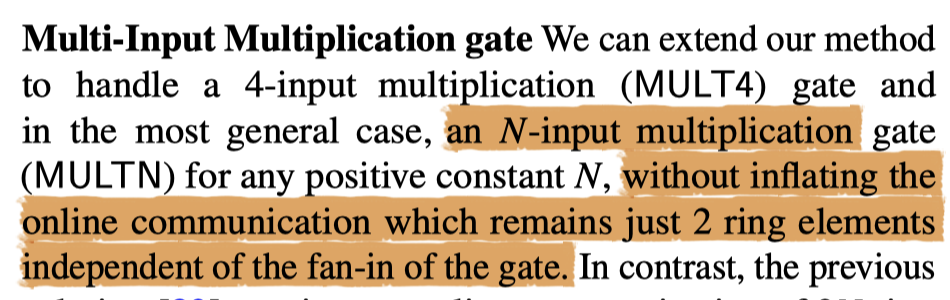 Multi-Input Multiplication gate We can extend our method
to handle a 4-input multiplication (MULT4) gate and
in the most general case, an N-input multiplication gate
(MULTN) for any positive constant N, without inflating the
online communication which remains just 2 ring elements
independent of the fan-in of the gate. In contrast, the previous